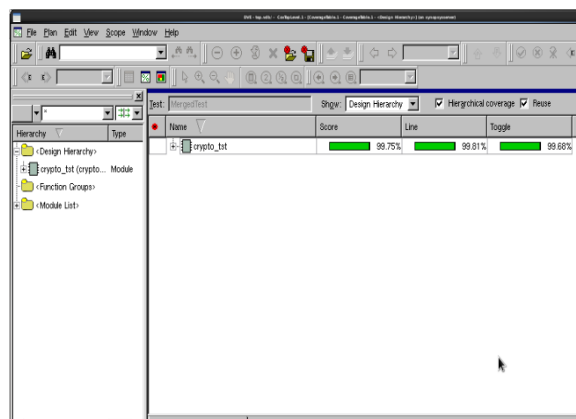 File Plan Edit View Scope Window Help
Test: MergedTest Show: Design Hierarchy Hierarchical coverage Reuse
Hierarchy Type
Name Score Line Toggle
<Design Hierarchy>
crypto_tst (crypto... Module
<Function Groups>
<Module List>
crypto_tst 99.75% 99.81% 99.68%